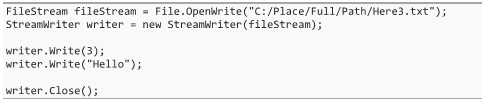 FileStream fileStream = File.OpenWrite("C:/Place/Full/Path/Here3.txt");
StreamWriter writer = new StreamWriter(fileStream);
writer.Write(3);
writer.Write("Hello");
writer.Close();